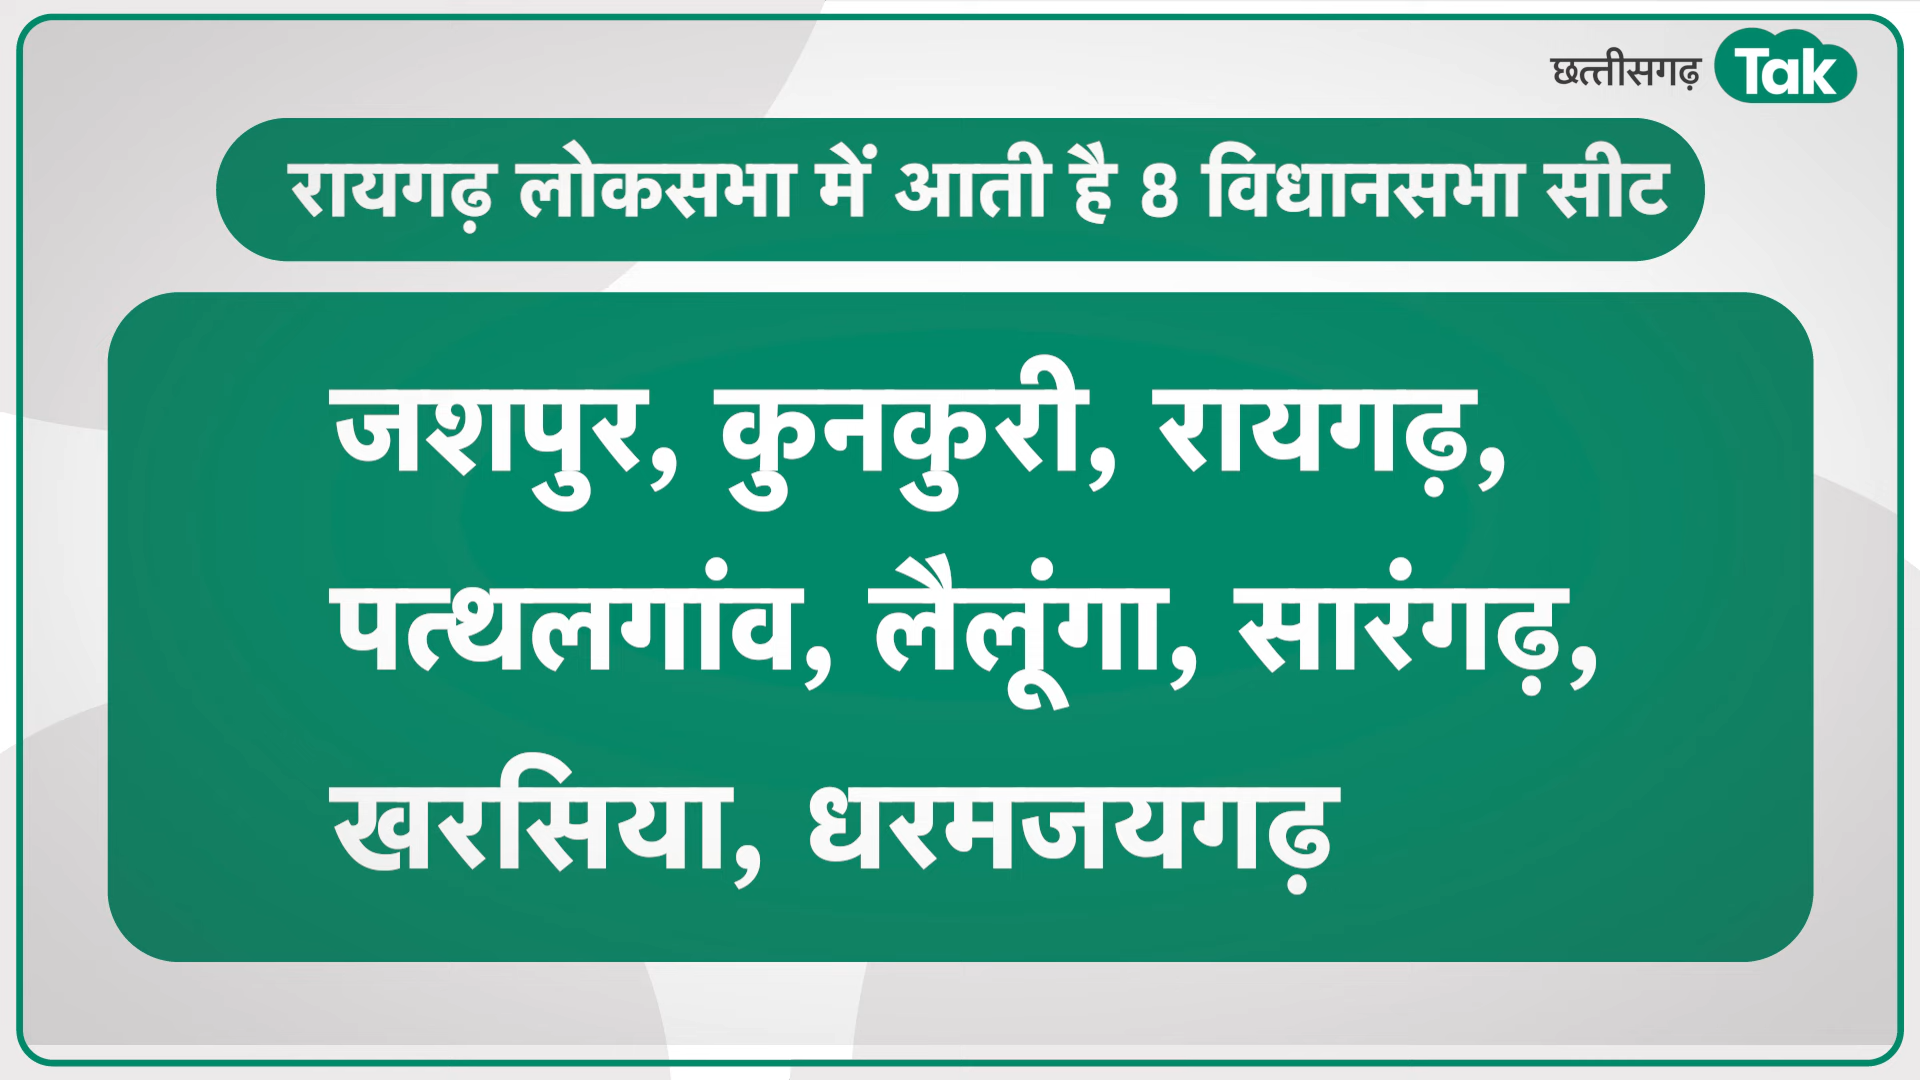 छत्तीसगढ़ Tak
रायगढ़ लोकसभा में आती है 8 विधानसभा सीट
जशपुर, कुनकुरी, रायगढ़,
पत्थलगांव, लैलूंगा, सारंगढ़,
खरसिया, धरमजयगढ़